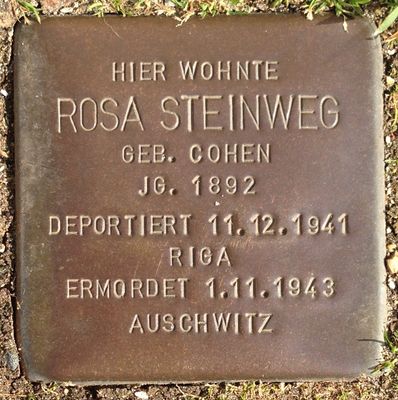 HIER WOHNTE
ROSA STEINWEG
GEB. COHEN
JG. 1892
DEPORTIERT 11.12.1941
RIGA
ERMORDET 1.11.1943
AUSCHWITZ